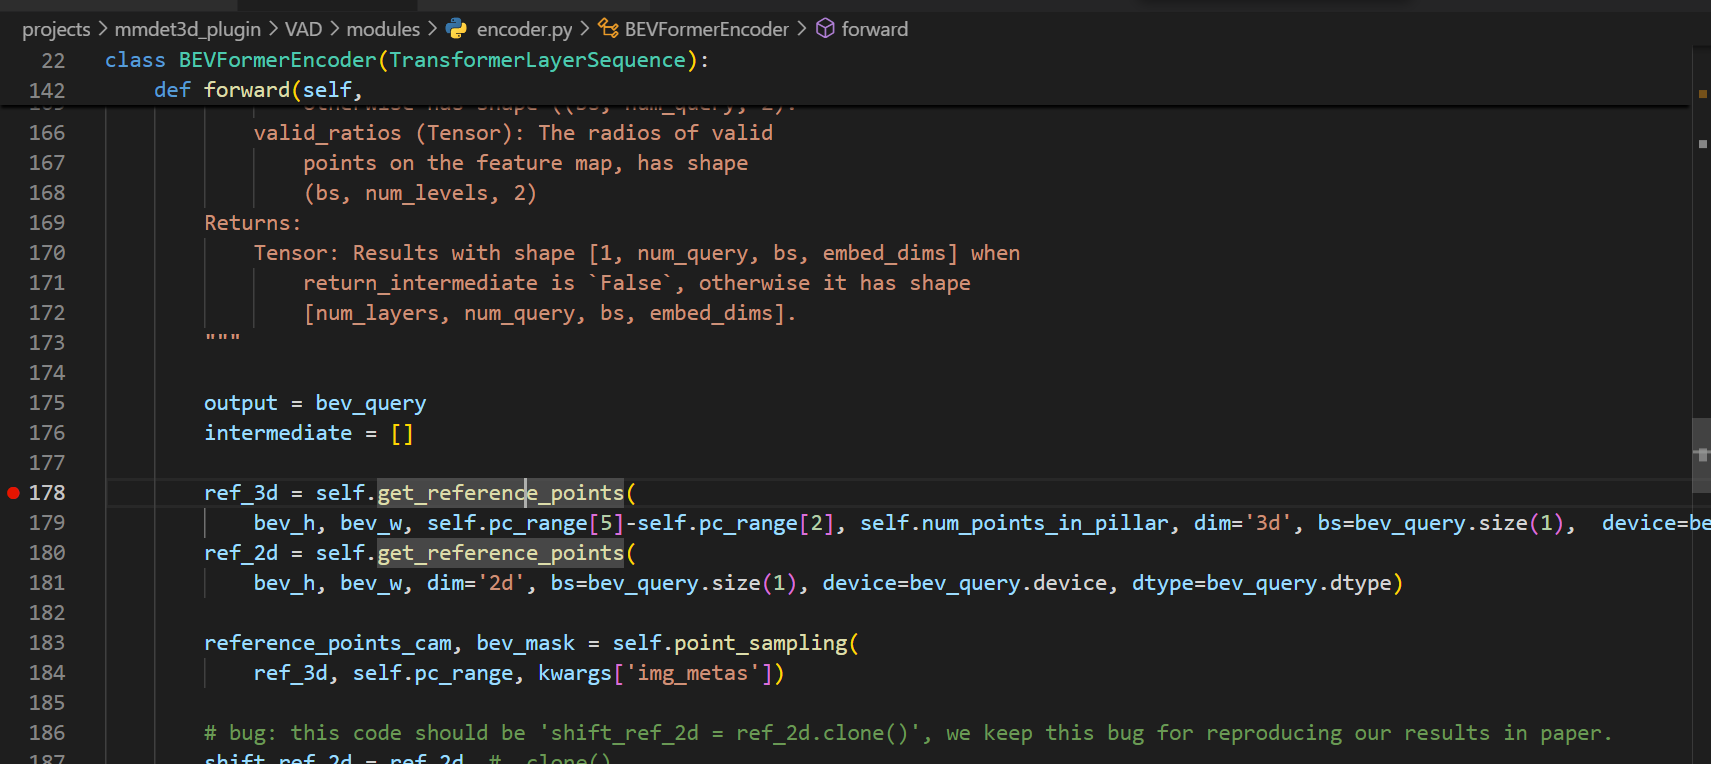 projects > mmdet3d_plugin > VAD > modules > encoder.py > BEVFormerEncoder > forward
22 class BEVFormerEncoder(TransformerLayerSequence):
142 def forward(self,
otherwise has shape ((bs, num_query, 2).
166 valid_ratios (Tensor): The radios of valid
167 points on the feature map, has shape
168 (bs, num_levels, 2)
169 Returns:
170 Tensor: Results with shape [1, num_query, bs, embed_dims] when
171 return_intermediate is `False`, otherwise it has shape
172 [num_layers, num_query, bs, embed_dims].
173 """
174
175 output = bev_query
176 intermediate = []
177
178 ref_3d = self.get_reference_points(
179 bev_h, bev_w, self.pc_range[5]-self.pc_range[2], self.num_points_in_pillar, dim='3d', bs=bev_query.size(1),  device=be
180 ref_2d = self.get_reference_points(
181 bev_h, bev_w, dim='2d', bs=bev_query.size(1), device=bev_query.device, dtype=bev_query.dtype)
182
183 reference_points_cam, bev_mask = self.point_sampling(
184 ref_3d, self.pc_range, kwargs['img_metas'])
185
186 # bug: this code should be 'shift_ref_2d = ref_2d.clone()', we keep this bug for reproducing our results in paper.
187 shift_ref_2d = ref_2d  # .clone()